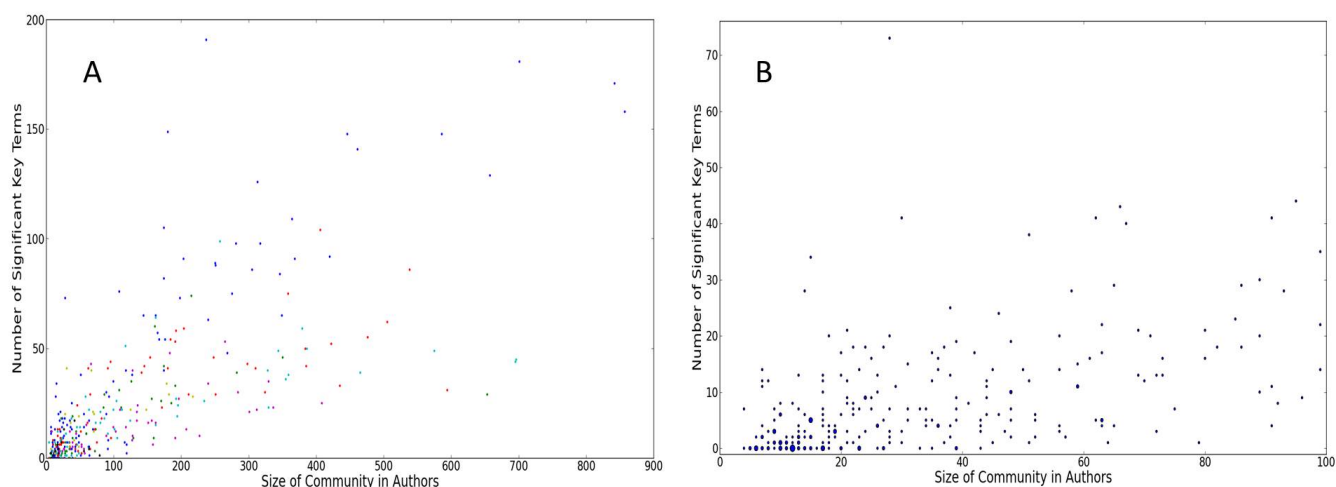 A
Number of Significant Key Terms
200
150
100
50
0
0 100 200 300 400 500 600 700 800 900
Size of Community in Authors
B
Number of Significant Key Terms
70
60
50
40
30
20
10
0
0 20 40 60 80 100
Size of Community in Authors